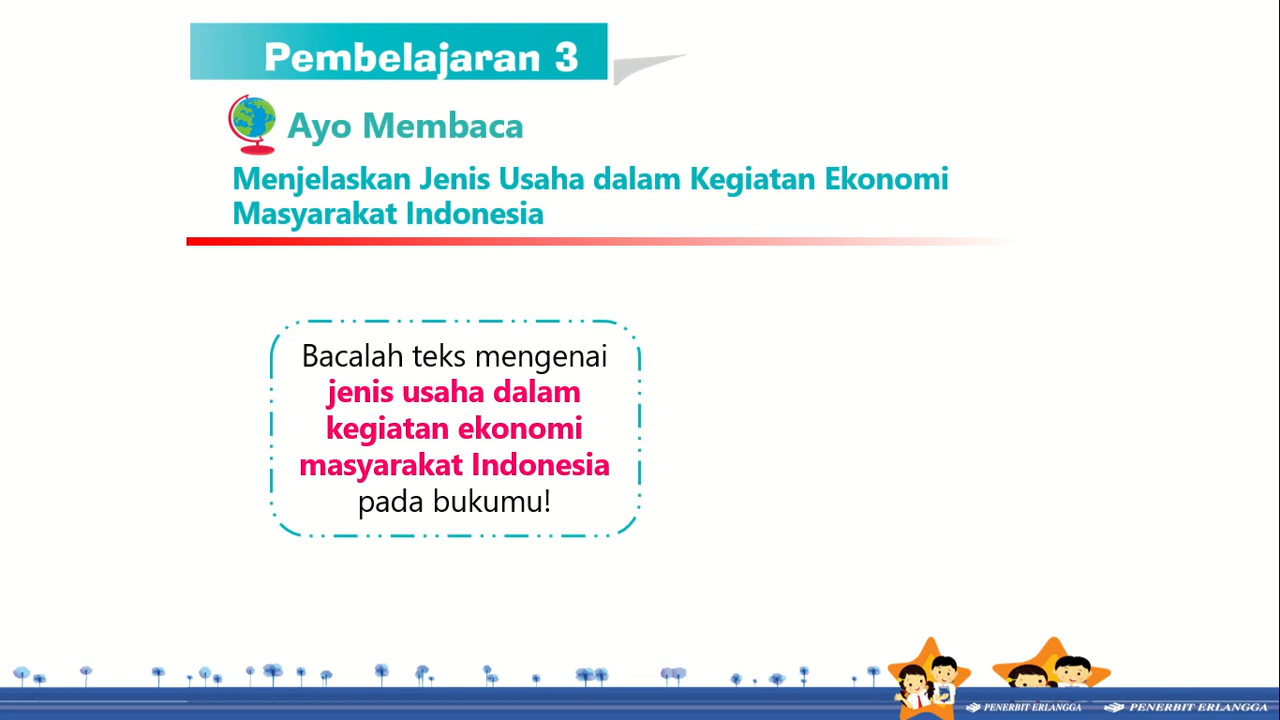 Pembelajaran 3
Ayo Membaca
Menjelaskan Jenis Usaha dalam Kegiatan Ekonomi
Masyarakat Indonesia
Bacalah teks mengenai
jenis usaha dalam
kegiatan ekonomi
masyarakat Indonesia
pada bukumu!
PENERBIT ERLANGGA
PENERBIT ERLANGGA